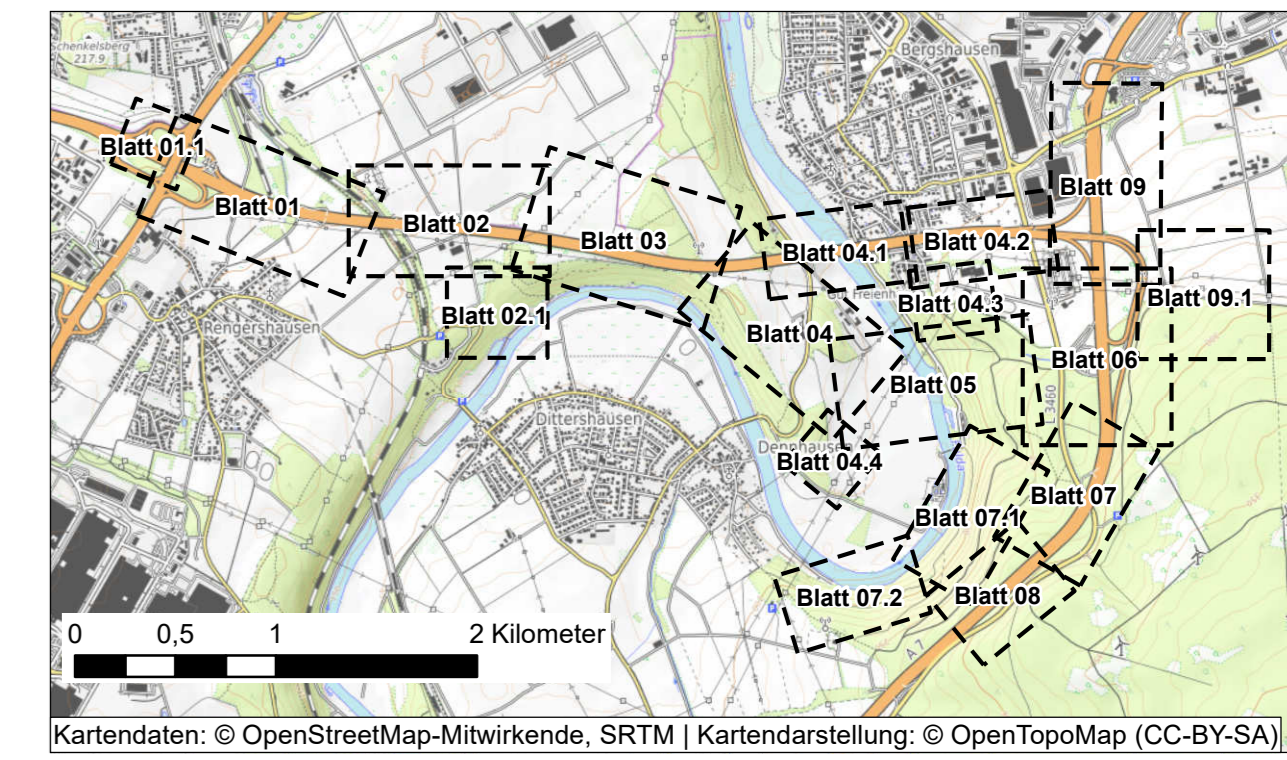 Schenkelsberg
217.9
Bergshausen
Blatt 01.1
Blatt 01
Blatt 02
Blatt 03
Blatt 09
Blatt 04.1
Blatt 04.2
Blatt 04.3
Blatt 09.1
Blatt 02.1
Rengershausen
Blatt 04
Blatt 06
Blatt 05
L 3460
Dittershausen
Dennhausen
Blatt 04.4
Blatt 07
Blatt 07.1
Blatt 07.2
Blatt 08
A 7
0 0,5 1 2 Kilometer
Kartendaten: © OpenStreetMap-Mitwirkende, SRTM | Kartendarstellung: © OpenTopoMap (CC-BY-SA)